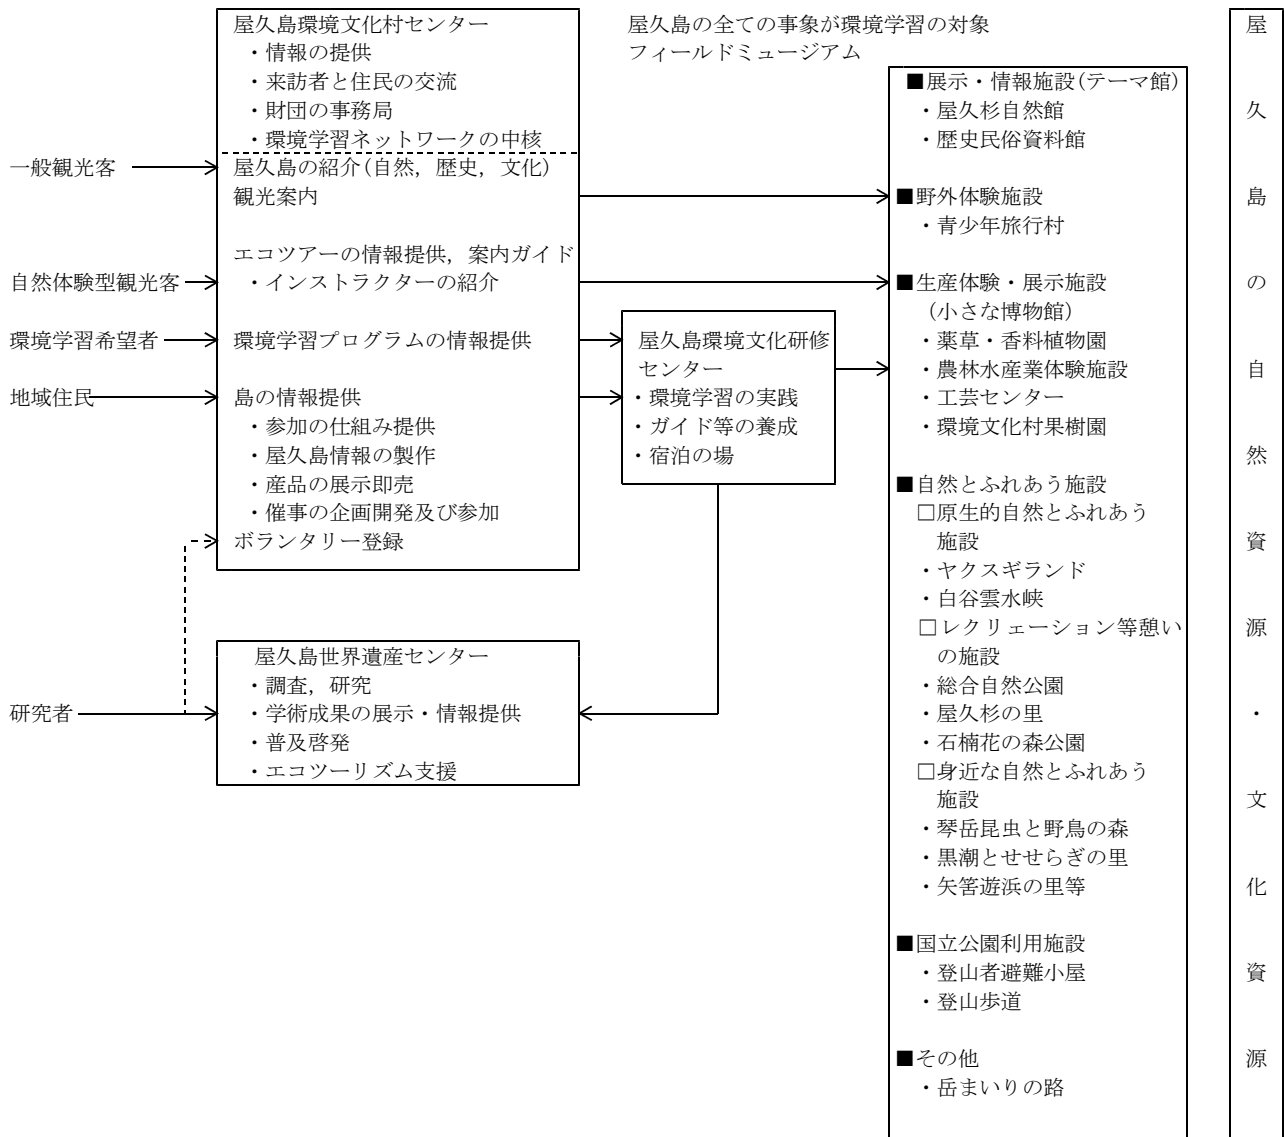 屋久島環境文化村センター
・情報の提供
・来訪者と住民の交流
・財団の事務局
・環境学習ネットワークの中核
一般観光客
屋久島の紹介(自然，歴史，文化)
観光案内
エコツアーの情報提供，案内ガイド
自然体験型観光客
・インストラクターの紹介
環境学習希望者
環境学習プログラムの情報提供
地域住民
島の情報提供
・参加の仕組み提供
・屋久島情報の製作
・産品の展示即売
・催事の企画開発及び参加
ボランタリー登録
屋久島世界遺産センター
・調査，研究
研究者
・学術成果の展示・情報提供
・普及啓発
・エコツーリズム支援
屋久島環境文化研修
センター
・環境学習の実践
・ガイド等の養成
・宿泊の場
屋久島の全ての事象が環境学習の対象
フィールドミュージアム
■展示・情報施設(テーマ館)
・屋久杉自然館
・歴史民俗資料館
■野外体験施設
・青少年旅行村
■生産体験・展示施設
（小さな博物館）
・薬草・香料植物園
・農林水産業体験施設
・工芸センター
・環境文化村果樹園
■自然とふれあう施設
□原生的自然とふれあう
施設
・ヤクスギランド
・白谷雲水峡
□レクリェーション等憩い
の施設
・総合自然公園
・屋久杉の里
・石楠花の森公園
□身近な自然とふれあう
施設
・琴岳昆虫と野鳥の森
・黒潮とせせらぎの里
・矢筈遊浜の里等
■国立公園利用施設
・登山者避難小屋
・登山歩道
■その他
・岳まいりの路
屋久島の自然資源・文化資源